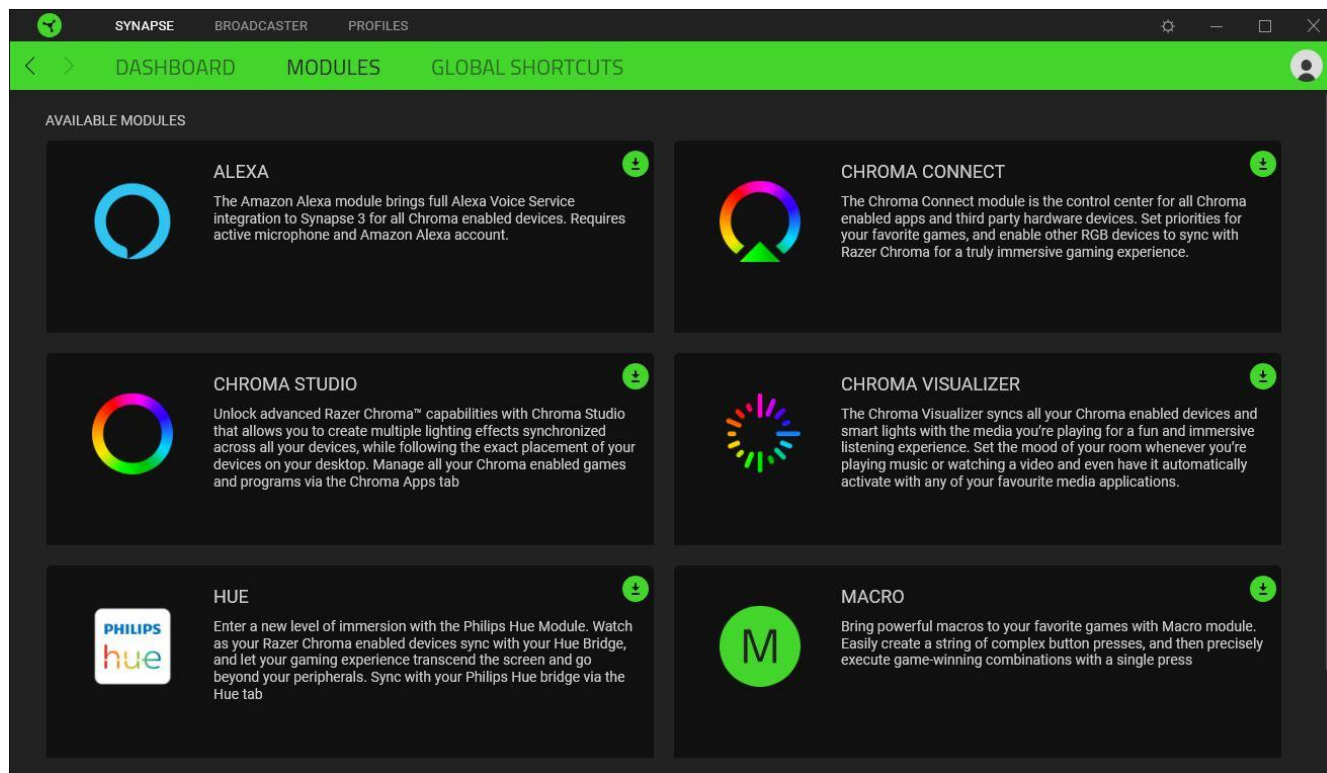 SYNAPSE BROADCASTER PROFILES
DASHBOARD MODULES GLOBAL SHORTCUTS
AVAILABLE MODULES
ALEXA
The Amazon Alexa module brings full Alexa Voice Service
integration to Synapse 3 for all Chroma enabled devices. Requires
active microphone and Amazon Alexa account.
CHROMA CONNECT
The Chroma Connect module is the control center for all Chroma
enabled apps and third party hardware devices. Set priorities for
your favorite games, and enable other RGB devices to sync with
Razer Chroma for a truly immersive gaming experience.
CHROMA STUDIO
Unlock advanced Razer Chroma™ capabilities with Chroma Studio
that allows you to create multiple lighting effects synchronized
across all your devices, while following the exact placement of your
devices on your desktop. Manage all your Chroma enabled games
and programs via the Chroma Apps tab
CHROMA VISUALIZER
The Chroma Visualizer syncs all your Chroma enabled devices and
smart lights with the media you're playing for a fun and immersive
listening experience. Set the mood of your room whenever you're
playing music or watching a video and even have it automatically
activate with any of your favourite media applications.
PHILIPS
hue
HUE
Enter a new level of immersion with the Philips Hue Module. Watch
as your Razer Chroma enabled devices sync with your Hue Bridge,
and let your gaming experience transcend the screen and go
beyond your peripherals. Sync with your Philips Hue bridge via the
Hue tab
M
MACRO
Bring powerful macros to your favorite games with Macro module.
Easily create a string of complex button presses, and then precisely
execute game-winning combinations with a single press